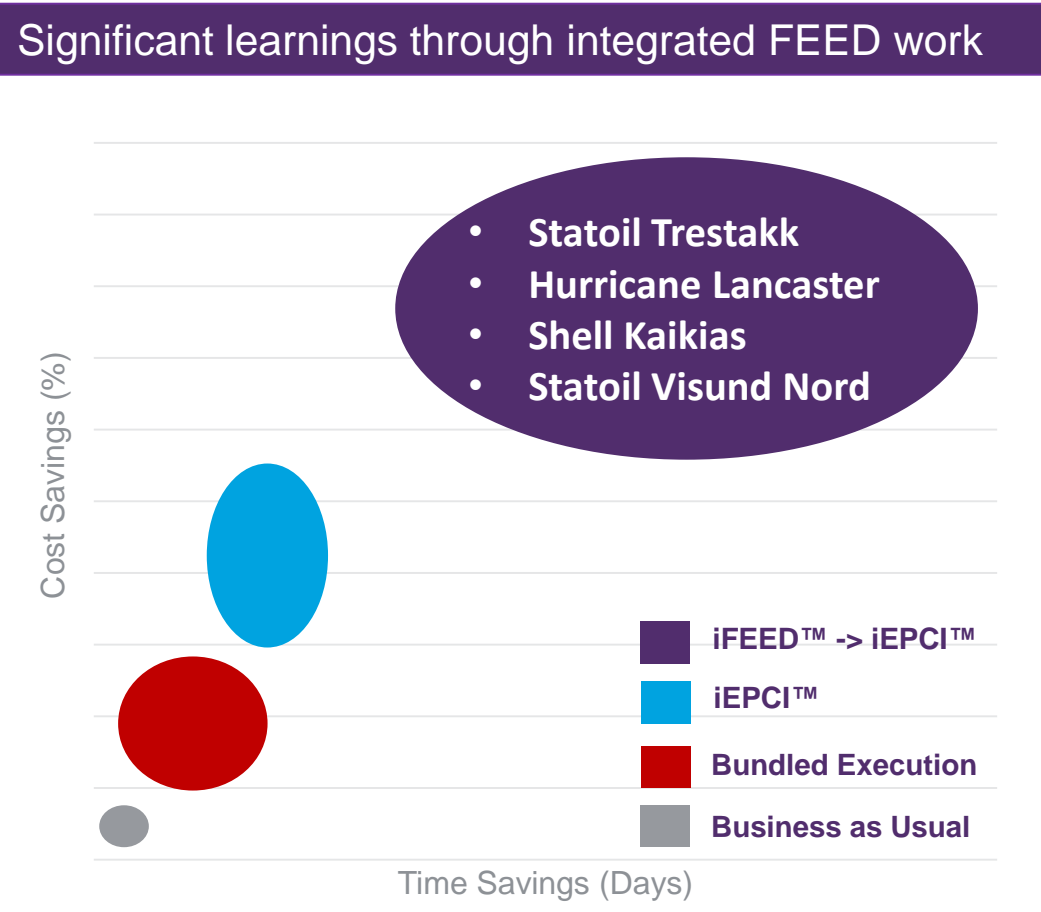 Significant learnings through integrated FEED work
• Statoil Trestakk
• Hurricane Lancaster
• Shell Kaikias
• Statoil Visund Nord
Cost Savings (%)
iFEED™ -> iEPCI™
iEPCI™
Bundled Execution
Business as Usual
Time Savings (Days)